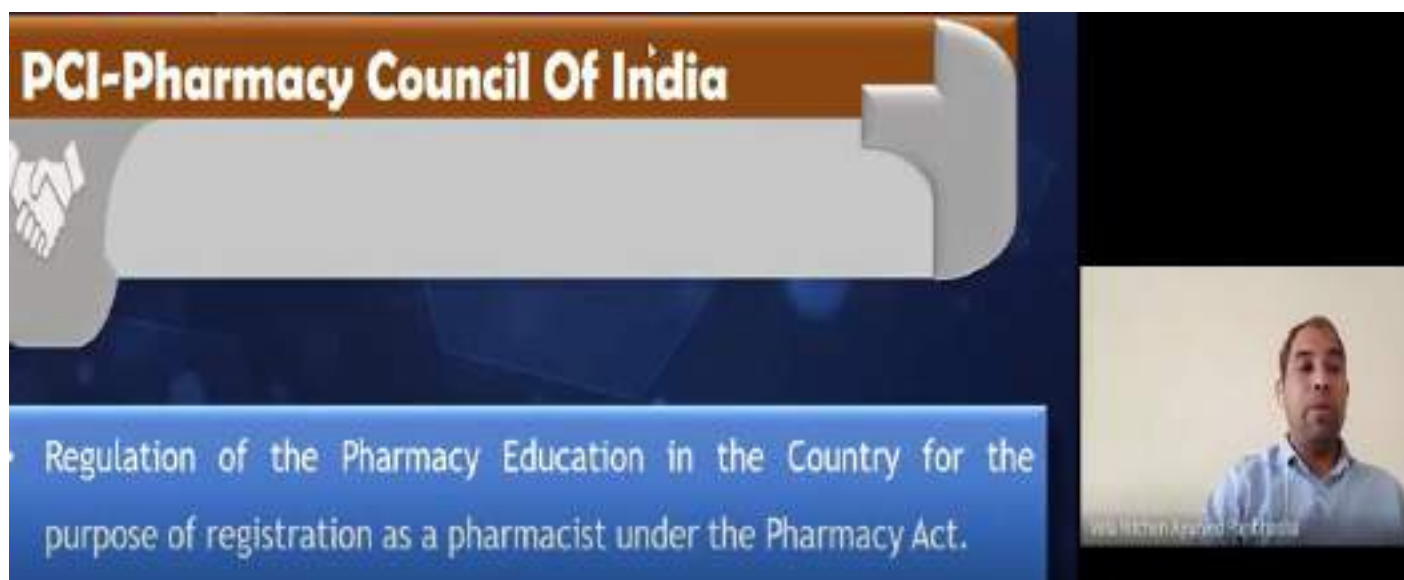 PCI-Pharmacy Council Of India
Regulation of the Pharmacy Education in the Country for the
purpose of registration as a pharmacist under the Pharmacy Act.